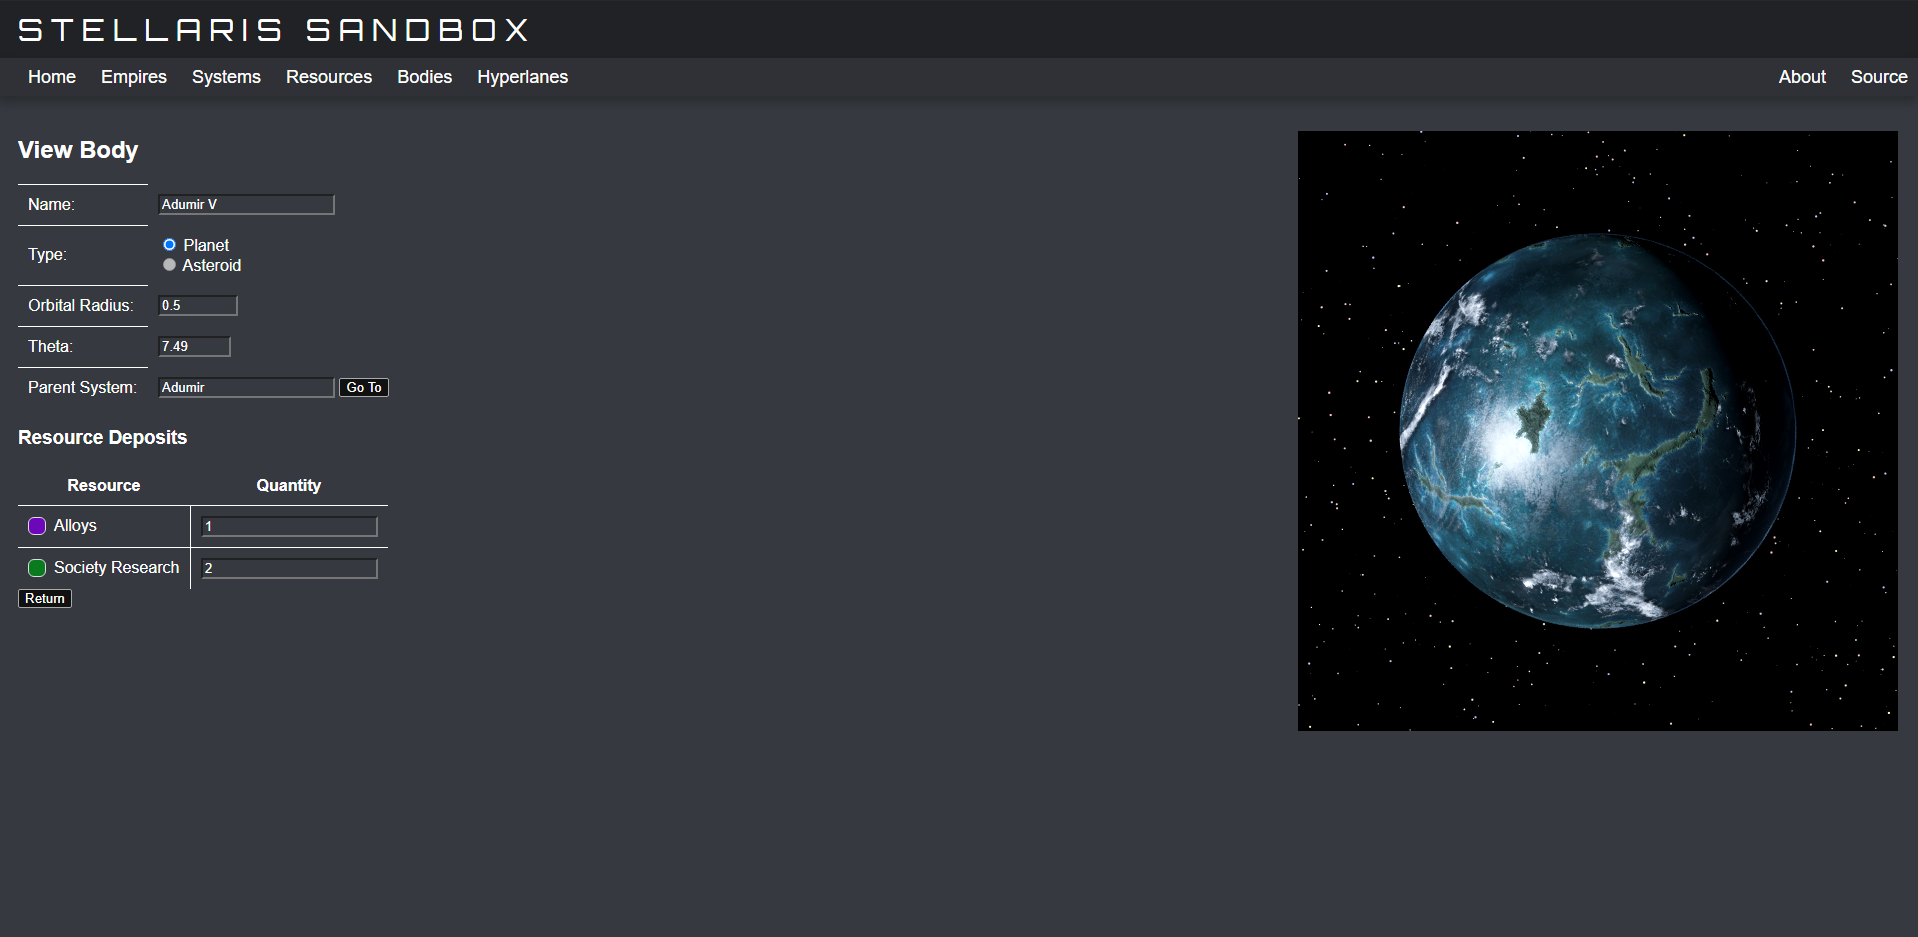 STELLARIS SANDBOX
Home Empires Systems Resources Bodies Hyperlanes About Source
View Body
Name: Adumir V
Type: Planet
Asteroid
Orbital Radius: 0.5
Theta: 7.49
Parent System: Adumir Go To
Resource Deposits
Resource Quantity
Alloys 1
Society Research 2
Return